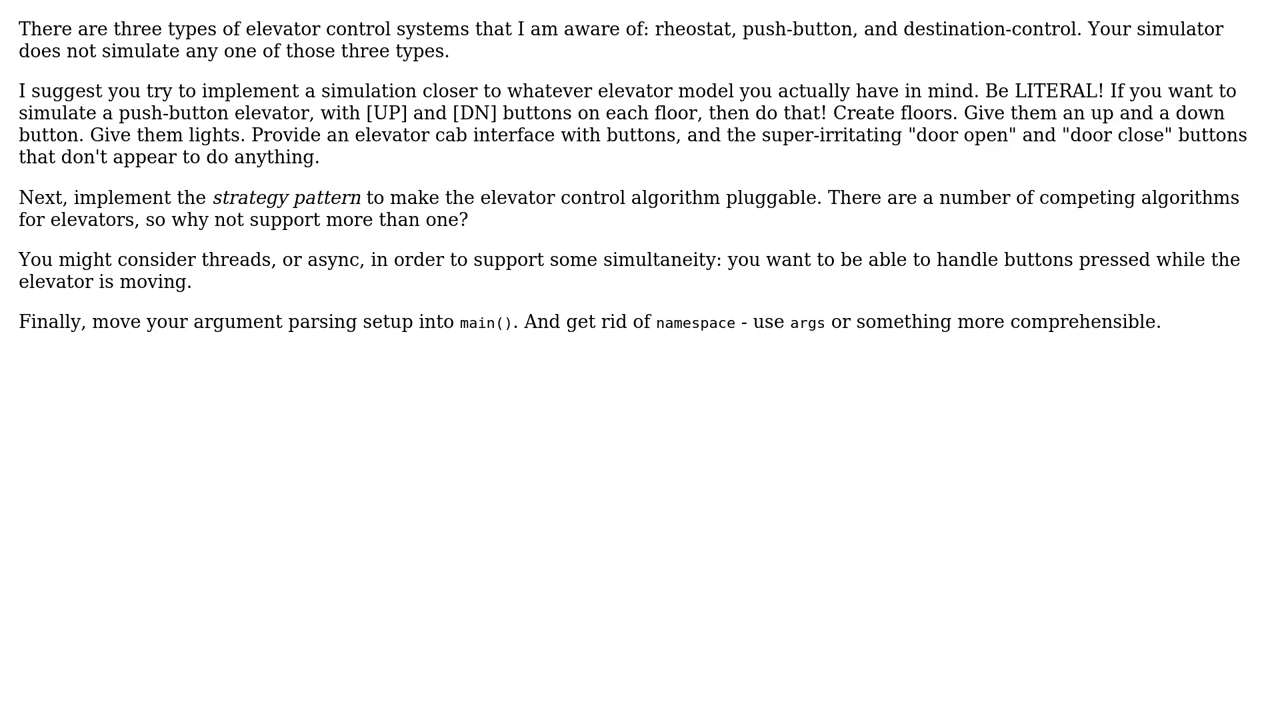 There are three types of elevator control systems that I am aware of: rheostat, push-button, and destination-control. Your simulator
does not simulate any one of those three types.
I suggest you try to implement a simulation closer to whatever elevator model you actually have in mind. Be LITERAL! If you want to
simulate a push-button elevator, with [UP] and [DN] buttons on each floor, then do that! Create floors. Give them an up and a down
button. Give them lights. Provide an elevator cab interface with buttons, and the super-irritating "door open" and "door close" buttons
that don't appear to do anything.
Next, implement the strategy pattern to make the elevator control algorithm pluggable. There are a number of competing algorithms
for elevators, so why not support more than one?
You might consider threads, or async, in order to support some simultaneity: you want to be able to handle buttons pressed while the
elevator is moving.
Finally, move your argument parsing setup into main(). And get rid of namespace - use args or something more comprehensible.